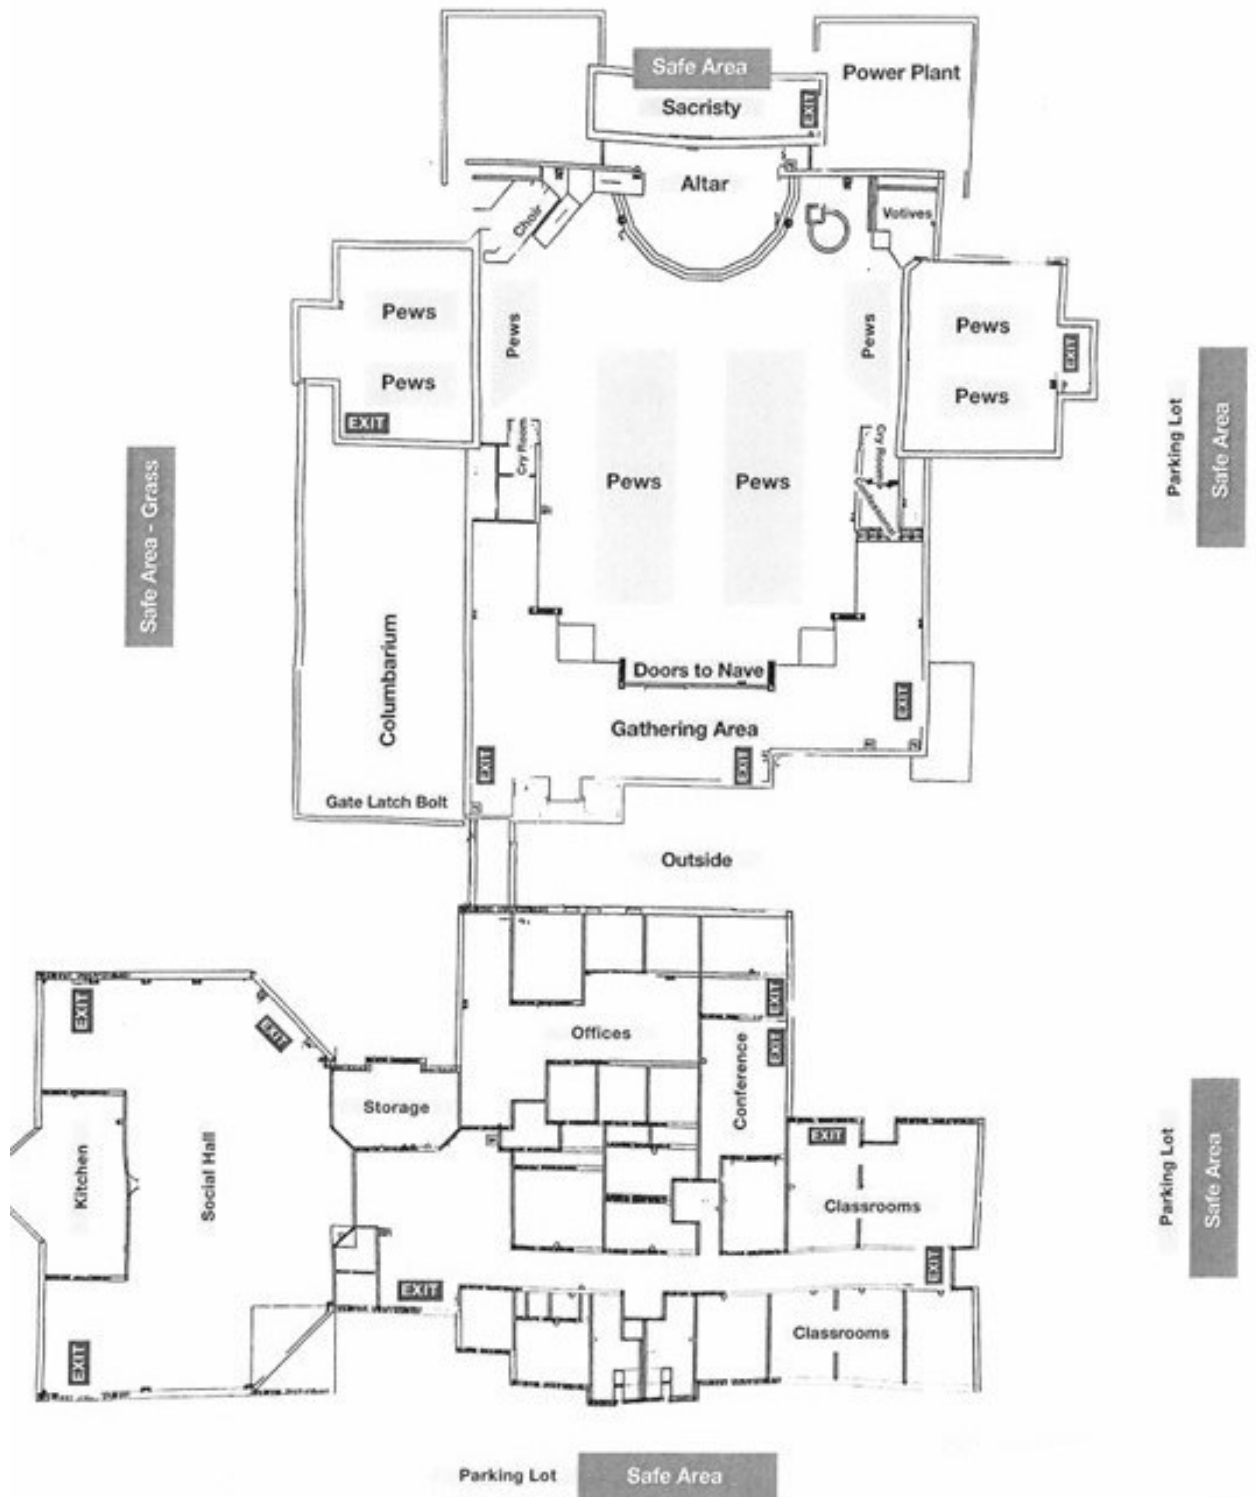 Safe Area
Power Plant
Sacristy
EXIT
Altar
Choir
Votives
Pews
Pews
Pews
Pews
Pews
EXIT
Pews
Pews
EXIT
Parking Lot
Safe Area
Cry Room
Cry Room
Pews
Pews
Safe Area - Grass
Columbarium
Doors to Nave
EXIT
Gathering Area
EXIT
EXIT
Gate Latch Bolt
Outside
EXIT
EXIT
EXIT
Offices
EXIT
Conference
Storage
EXIT
Kitchen
Social Hall
Classrooms
Parking Lot
Safe Area
EXIT
EXIT
Classrooms
EXIT
Parking Lot
Safe Area